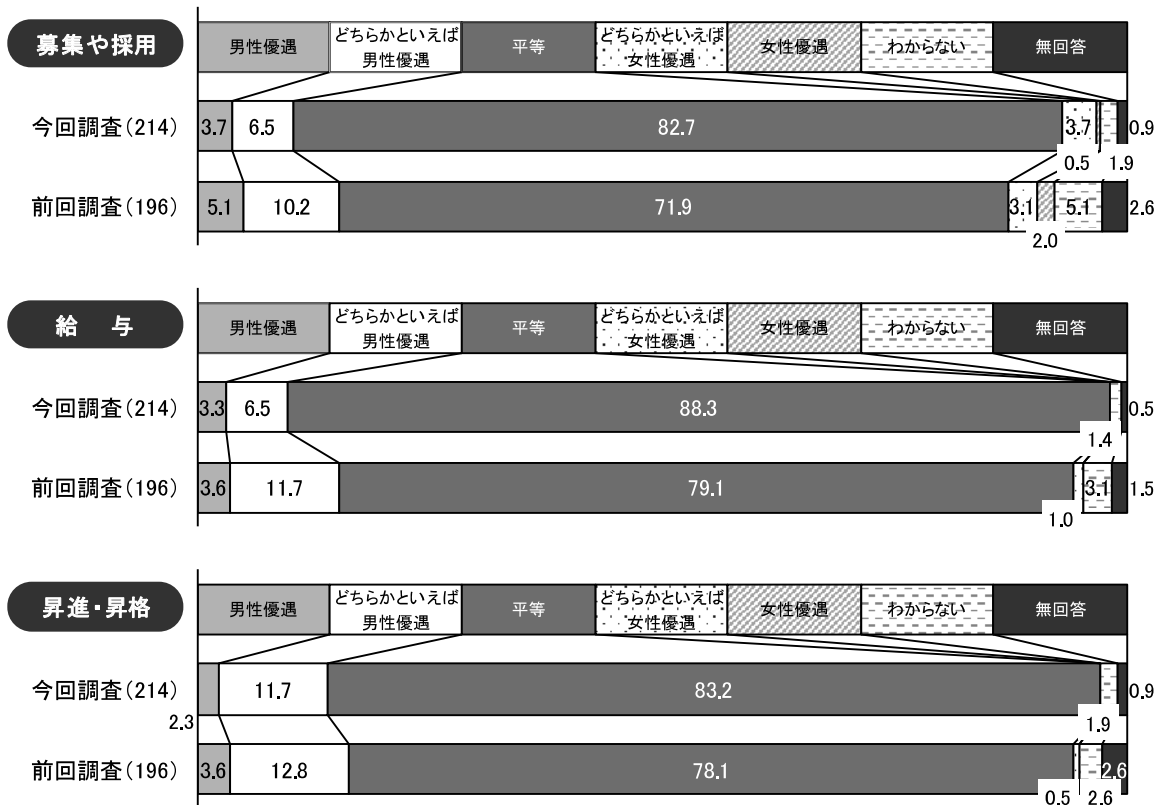 募集や採用
男性優遇
どちらかといえば
男性優遇
平等
どちらかといえば
女性優遇
女性優遇
わからない
無回答
今回調査(214)
3.7
6.5
82.7
3.7
0.5
1.9
0.9
前回調査(196)
5.1
10.2
71.9
3.1
2.0
5.1
2.6
給 与
男性優遇
どちらかといえば
男性優遇
平等
どちらかといえば
女性優遇
女性優遇
わからない
無回答
今回調査(214)
3.3
6.5
88.3
1.4
0.5
前回調査(196)
3.6
11.7
79.1
1.0
3.1
1.5
昇進・昇格
男性優遇
どちらかといえば
男性優遇
平等
どちらかといえば
女性優遇
女性優遇
わからない
無回答
今回調査(214)
2.3
11.7
83.2
1.9
0.9
前回調査(196)
3.6
12.8
78.1
0.5
2.6
2.6